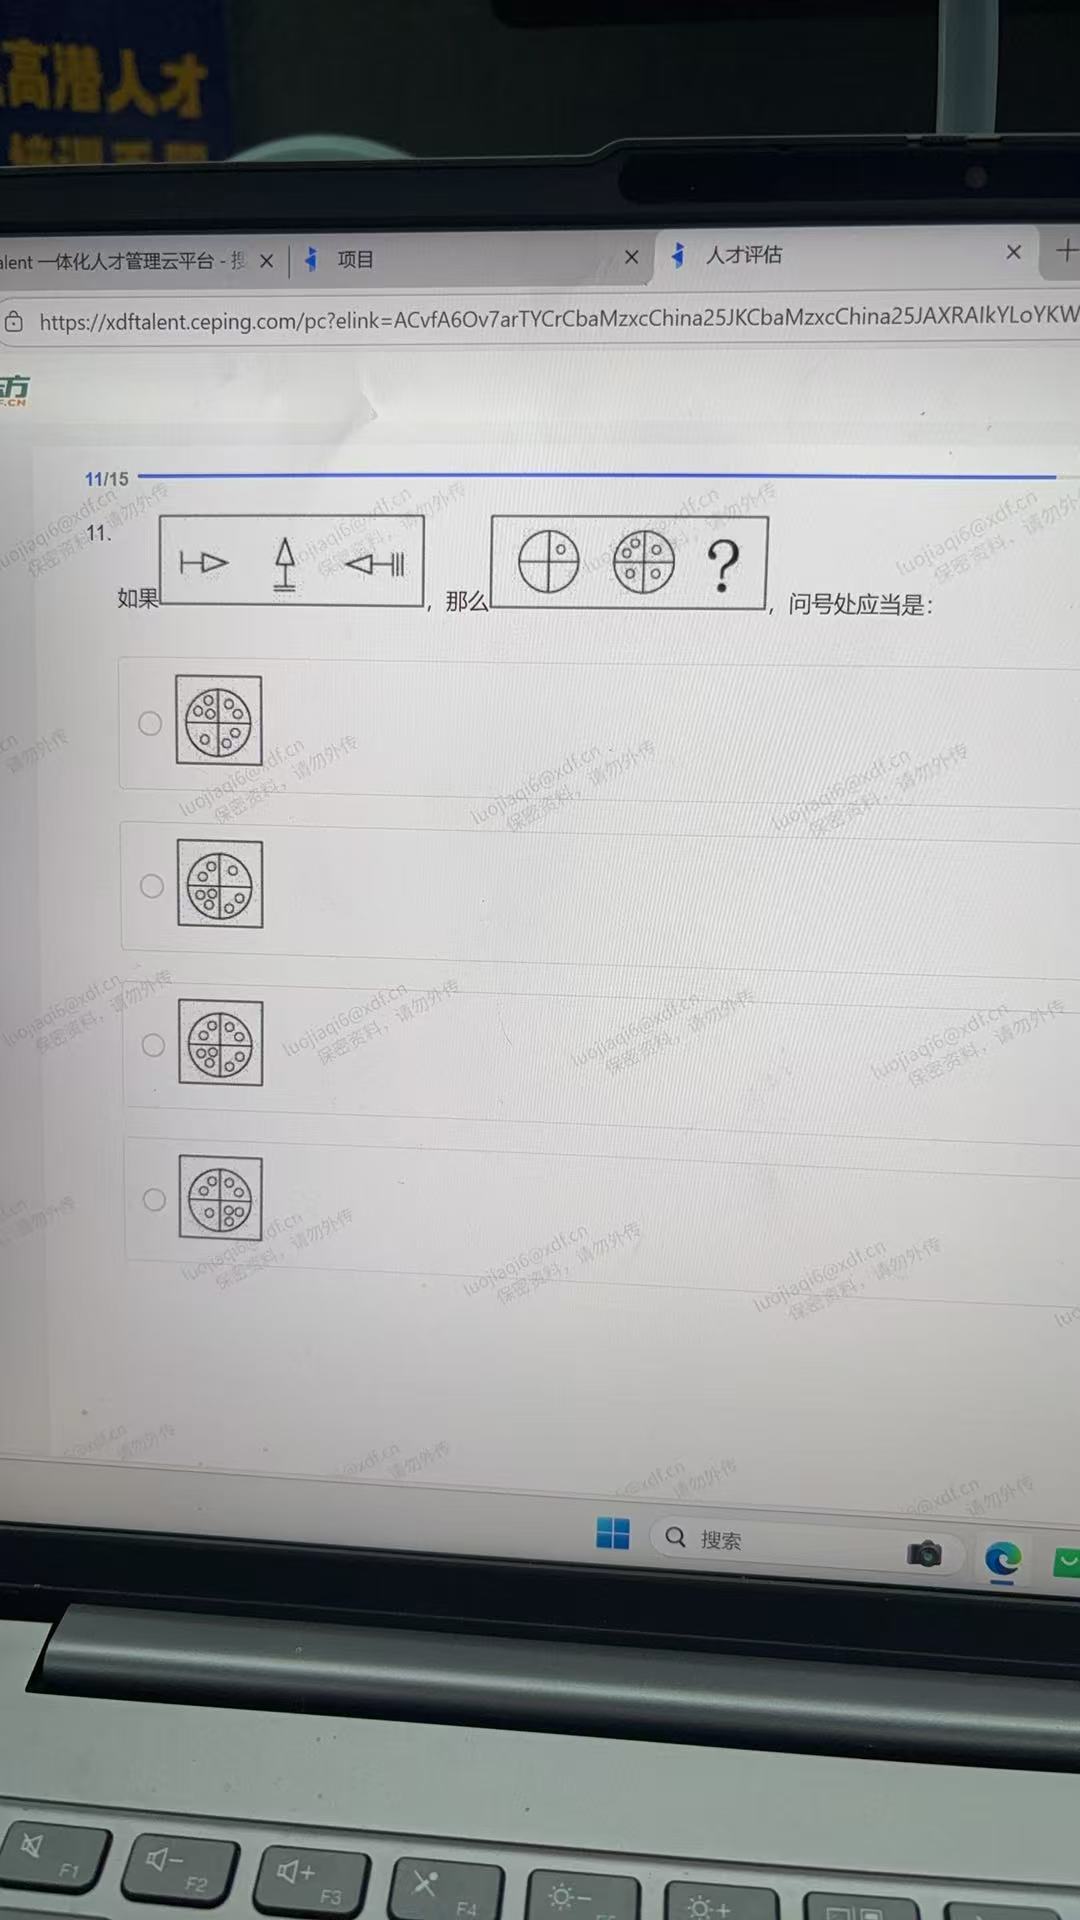 高潜人才
alent 一体化人才管理云平台 - 搜
项目
人才评估
https://xdftalent.ceping.com/pc?elink=ACvfA6Ov7arTYCrCbaMzxcChina25JKCbaMzxcChina25JAXRAIkYLoYKW
方
F.CN
11/15
11.
如果
，那么
?
，问号处应当是：
luojiaqi6@xdf.cn
保密资料，请勿外传
搜索
F1
F2
F3
F4